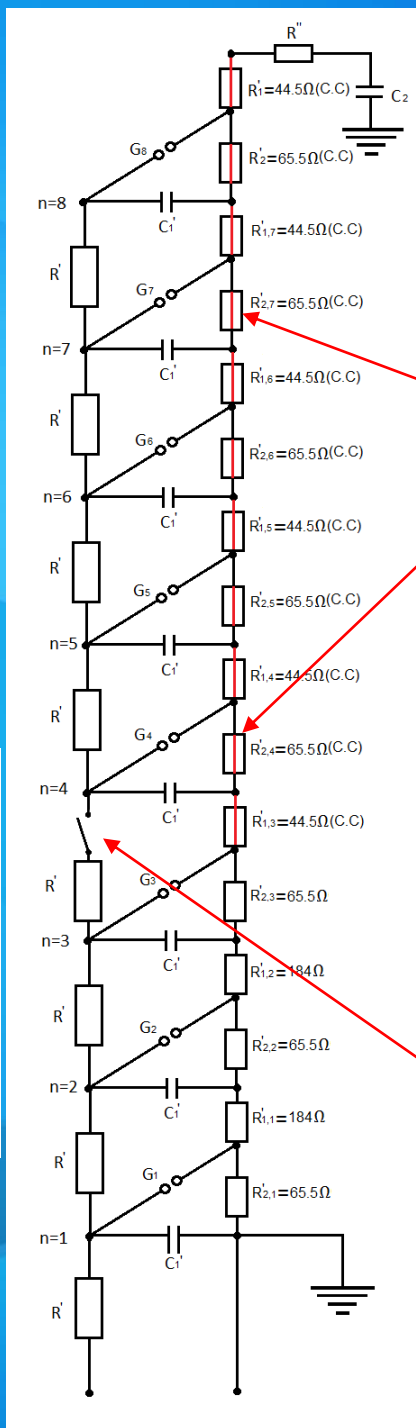 R"
R'1=44.5Ω(C.C)
C2
R'2=65.5Ω(C.C)
G8
n=8
C1'
R'1,7=44.5Ω(C.C)
R'
G7
R'2,7=65.5Ω(C.C)
n=7
C1'
R'1,6=44.5Ω(C.C)
R'
G6
R'2,6=65.5Ω(C.C)
n=6
C1'
R'1,5=44.5Ω(C.C)
R'
G5
R'2,5=65.5Ω(C.C)
n=5
C1'
R'1,4=44.5Ω(C.C)
R'
G4
R'2,4=65.5Ω(C.C)
n=4
C1'
R'1,3=44.5Ω(C.C)
R'
G3
R'2,3=65.5Ω
n=3
C1'
R'1,2=184Ω
R'
G2
R'2,2=65.5Ω
n=2
C1'
R'1,1=184Ω
R'
G1
R'2,1=65.5Ω
n=1
C1'
R'